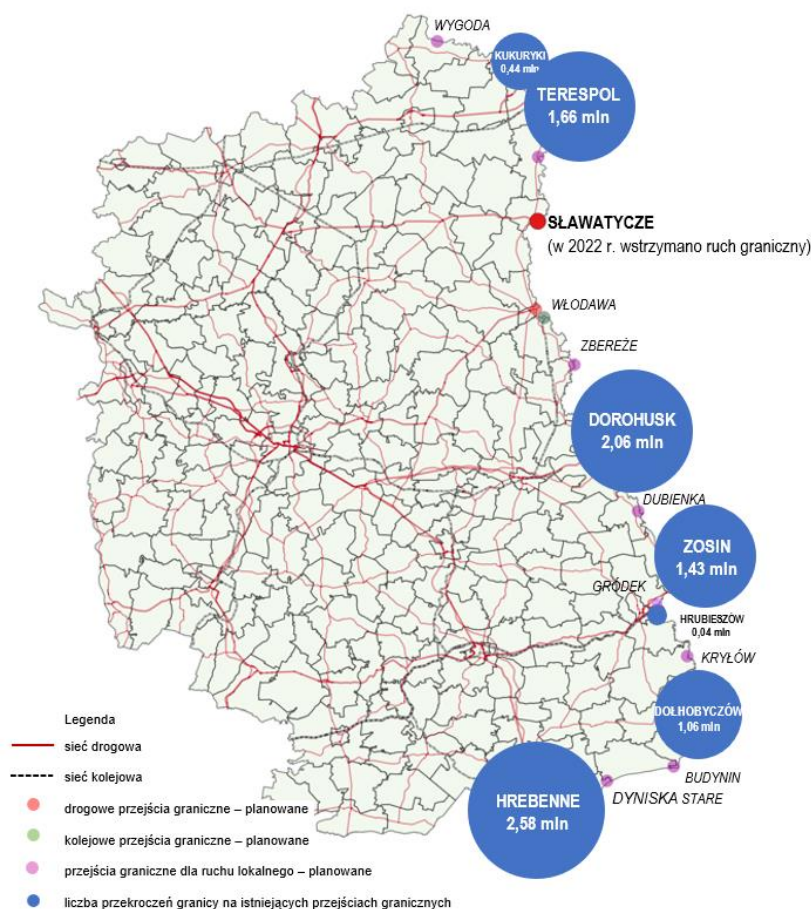 WYGODA
KUKURYKI
0,44 mln
TERESPOL
1,66 mln
SŁAWATYCZE
(w 2022 r. wstrzymano ruch graniczny)
WŁODAWA
ZBEREŻE
DOROHUSK
2,06 mln
DUBIENKA
ZOSIN
1,43 mln
GRÓDEK
HRUBIESZÓW
0,04 mln
KRYŁÓW
DOŁHOBYCZÓW
1,06 mln
BUDYNIN
DYNISKA STARE
HREBENNE
2,58 mln
Legenda
sieć drogowa
sieć kolejowa
drogowe przejścia graniczne – planowane
kolejowe przejścia graniczne – planowane
przejścia graniczne dla ruchu lokalnego – planowane
liczba przekroczeń granicy na istniejących przejściach granicznych